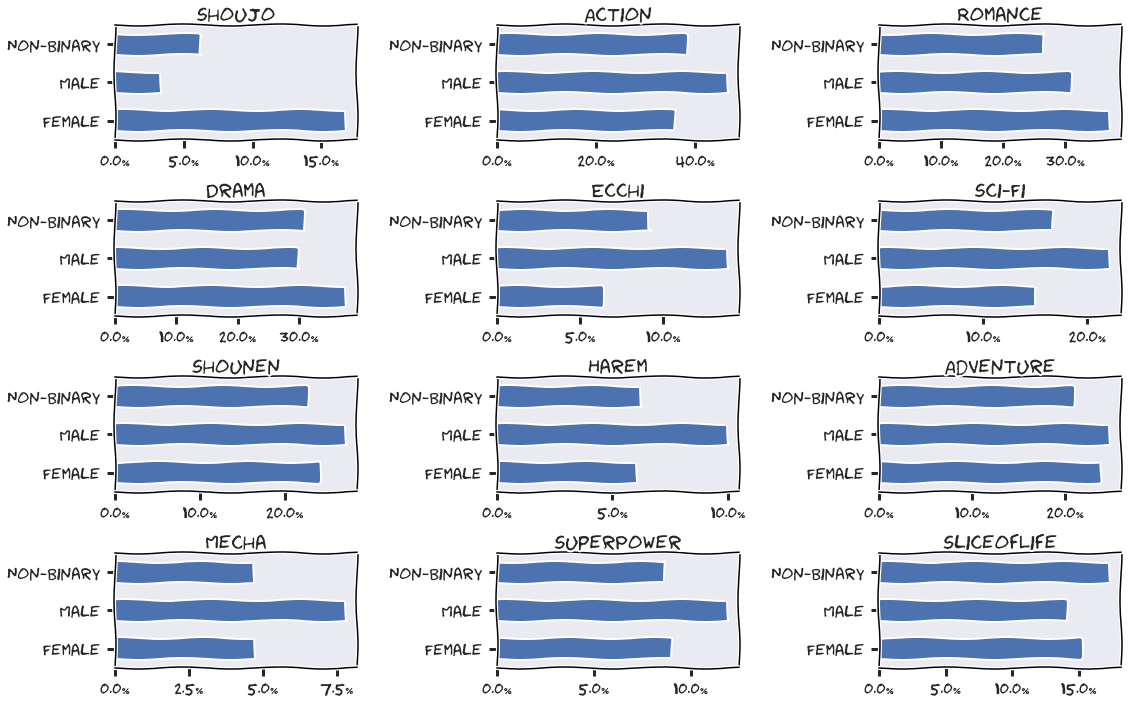 SHOUJO
NON-BINARY
MALE
FEMALE
0.0% 5.0% 10.0% 15.0%
ACTION
NON-BINARY
MALE
FEMALE
0.0% 20.0% 40.0%
ROMANCE
NON-BINARY
MALE
FEMALE
0.0% 10.0% 20.0% 30.0%
DRAMA
NON-BINARY
MALE
FEMALE
0.0% 10.0% 20.0% 30.0%
ECCHI
NON-BINARY
MALE
FEMALE
0.0% 5.0% 10.0%
SCI-FI
NON-BINARY
MALE
FEMALE
0.0% 10.0% 20.0%
SHOUNEN
NON-BINARY
MALE
FEMALE
0.0% 10.0% 20.0%
HAREM
NON-BINARY
MALE
FEMALE
0.0% 5.0% 10.0%
ADVENTURE
NON-BINARY
MALE
FEMALE
0.0% 10.0% 20.0%
MECHA
NON-BINARY
MALE
FEMALE
0.0% 2.5% 5.0% 7.5%
SUPERPOWER
NON-BINARY
MALE
FEMALE
0.0% 5.0% 10.0%
SLICEOFLIFE
NON-BINARY
MALE
FEMALE
0.0% 5.0% 10.0% 15.0%